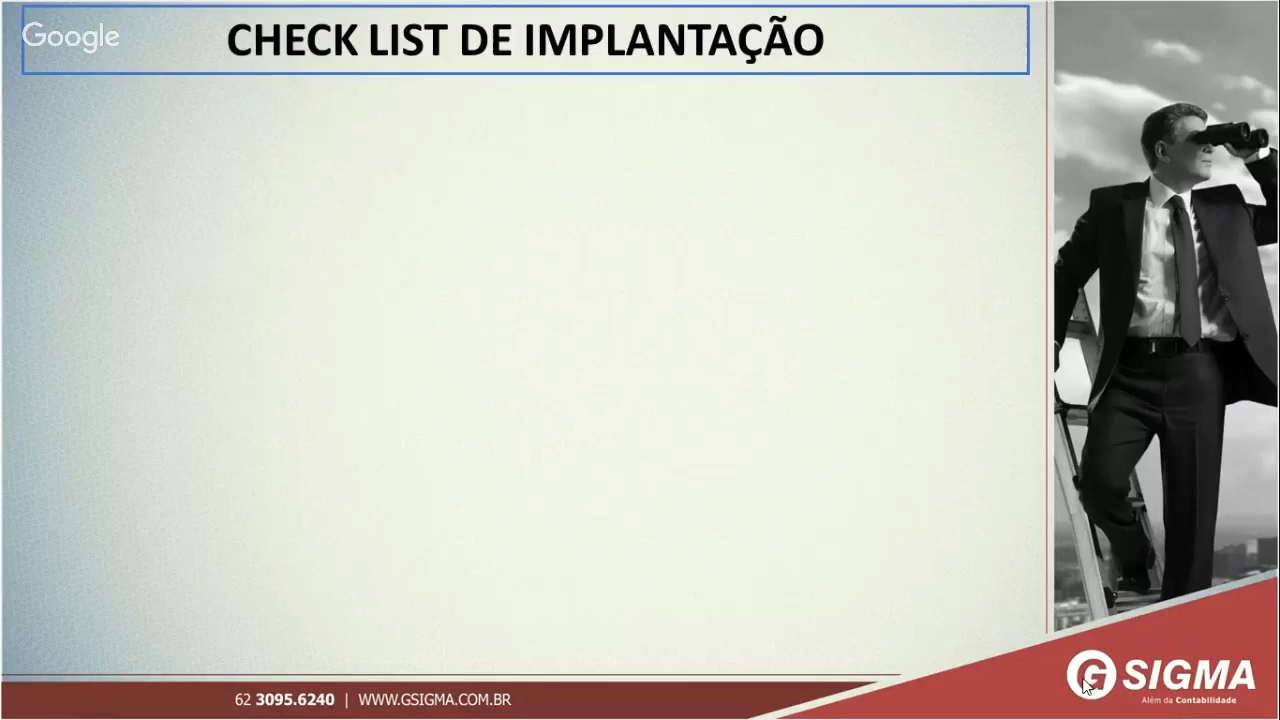 Google
CHECK LIST DE IMPLANTAÇÃO
62 3095.6240 | WWW.GSIGMA.COM.BR
G SIGMA
Além da Contabilidade